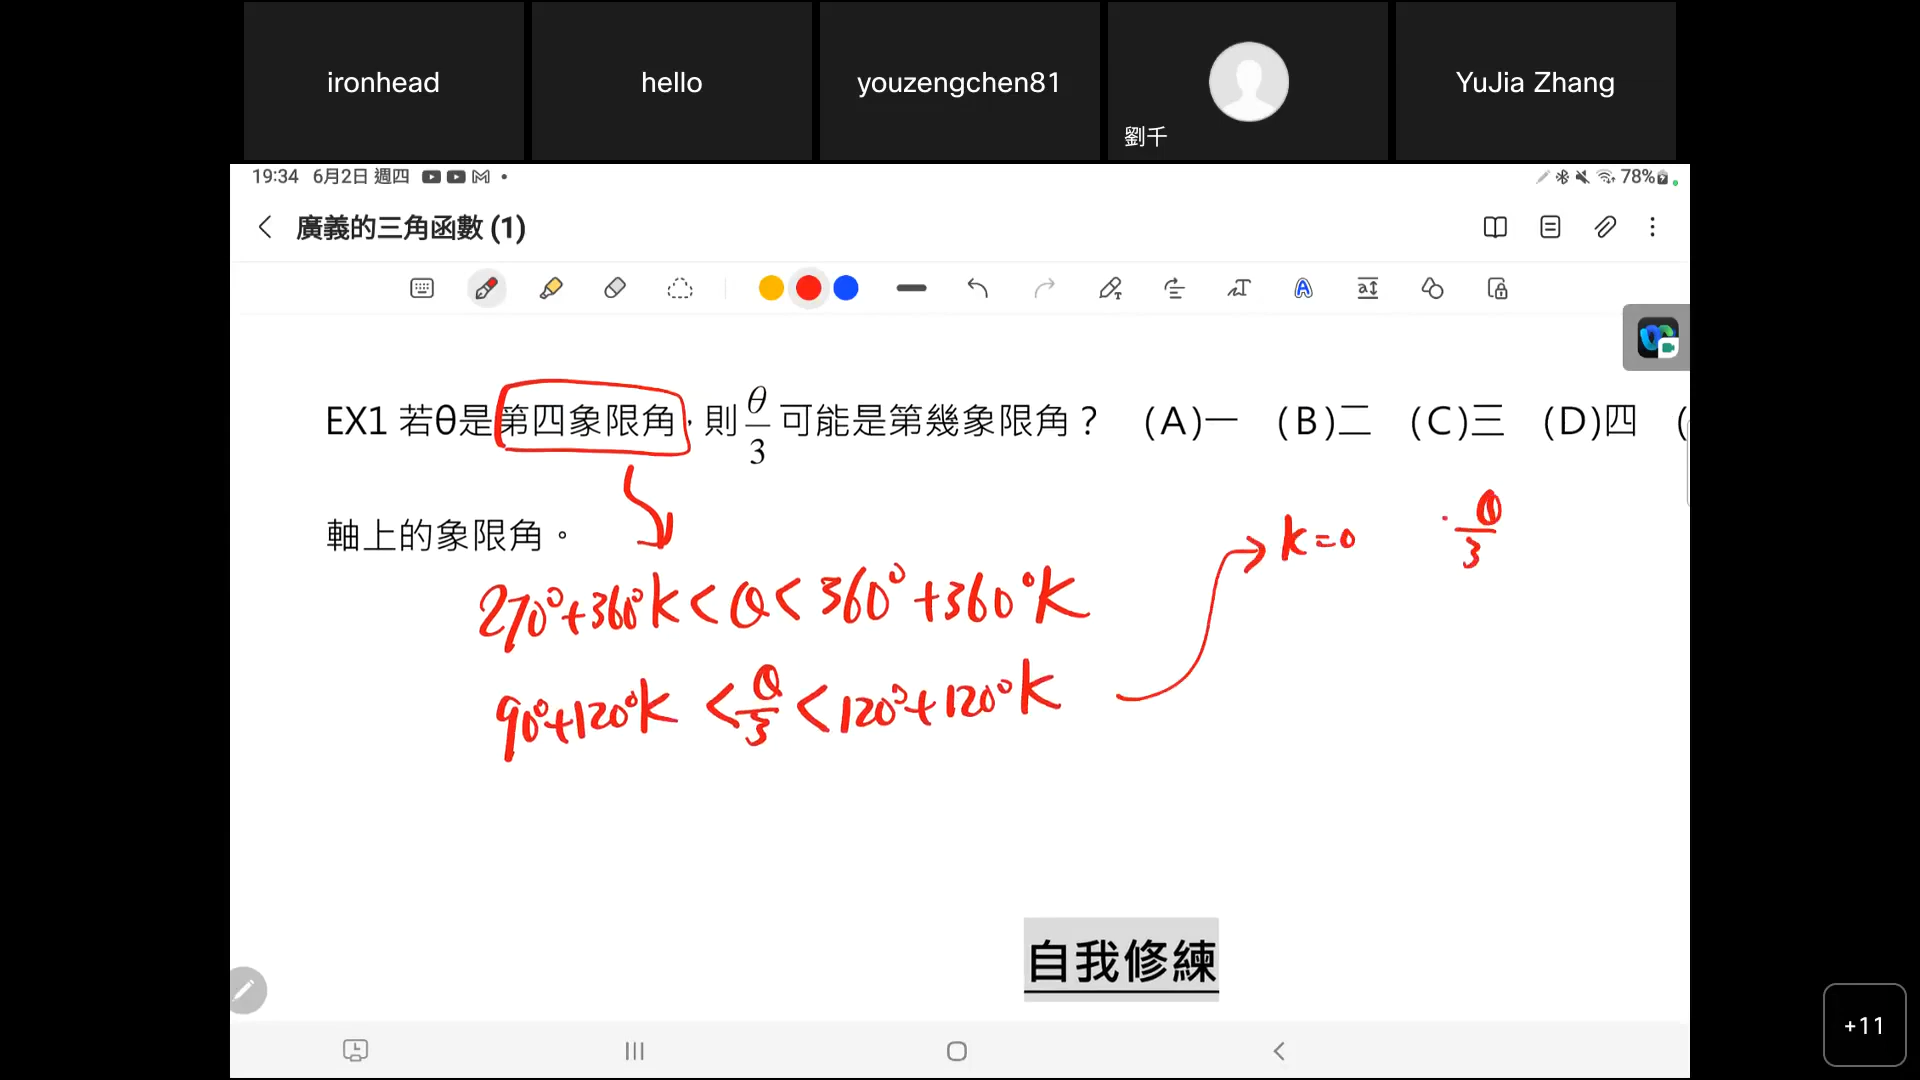 ironhead
hello
youzengchen81
劉千
YuJia Zhang
19:34 6月2日 週四
78%
廣義的三角函數 (1)
EX1 若θ是第四象限角,則 θ/3 可能是第幾象限角? (A)一 (B)二 (C)三 (D)四 (
軸上的象限角。
k=0 θ/3
270°+360°k<θ<360°+360°k
90°+120°k <θ/3<120°+120°k
自我修練
+11